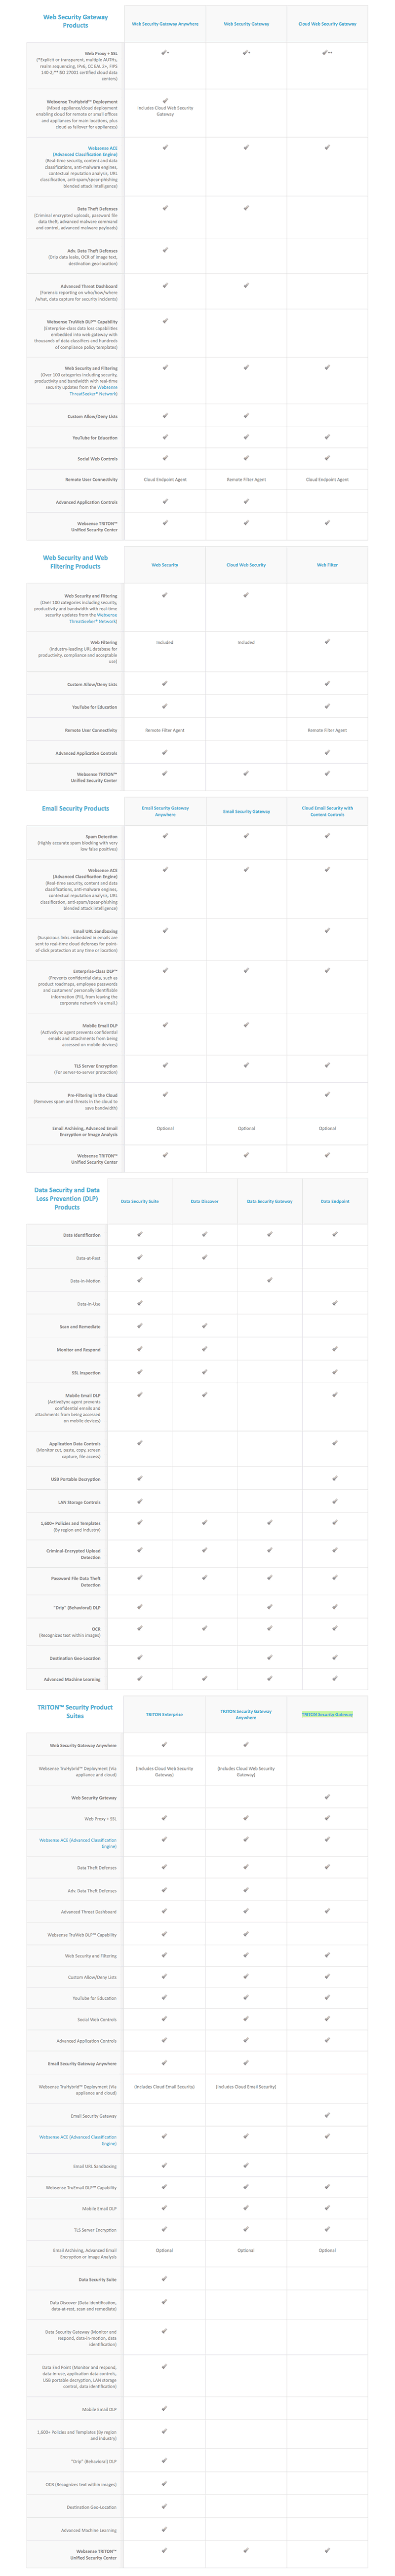 Web Security Gateway
Products
Web Security Gateway Anywhere
Web Security Gateway
Cloud Web Security Gateway
Web Proxy + SSL
(*Explicit or transparent, multiple AUTHs,
realm sequencing, IPv6, CC EAL 2+, FIPS
140-2,**ISO 27001 certified cloud data
centers)
Websense TruHybrid™ Deployment
(Mixed appliance/cloud deployment
enabling cloud for remote or small offices
and appliances for main locations, plus
cloud as failover for appliances)
Includes Cloud Web Security
Gateway
Websense ACE
(Advanced Classification Engine)
(Real-time security, content and data
classifications, anti-malware engines,
contextual reputation analysis, URL
classification, anti-spam/spear-phishing
blended attack intelligence)
Data Theft Defenses
(Criminal encrypted uploads, password file
data theft, advanced malware command
and control, advanced malware payloads)
Adv. Data Theft Defenses
(Drip data leaks, OCR of image text,
destination geo-location)
Advanced Threat Dashboard
(Forensic reporting on who/how/where
/what, data capture for security incidents)
Websense TruWeb DLP™ Capability
(Enterprise-class data loss capabilities
embedded into web gateway with
thousands of data classifiers and hundreds
of compliance policy templates)
Web Security and Filtering
(Over 100 categories including security,
productivity and bandwidth with real-time
security updates from the Websense
ThreatSeeker® Network)
Custom Allow/Deny Lists
YouTube for Education
Social Web Controls
Remote User Connectivity
Cloud Endpoint Agent
Remote Filter Agent
Cloud Endpoint Agent
Advanced Application Controls
Websense TRITON™
Unified Security Center
Web Security and Web
Filtering Products
Web Security
Cloud Web Security
Web Filter
Web Security and Filtering
(Over 100 categories including security,
productivity and bandwidth with real-time
security updates from the Websense
ThreatSeeker® Network)
Web Filtering
(Industry-leading URL database for
productivity, compliance and acceptable
use)
Included
Included
Custom Allow/Deny Lists
YouTube for Education
Remote User Connectivity
Remote Filter Agent
Remote Filter Agent
Advanced Application Controls
Websense TRITON™
Unified Security Center
Email Security Products
Email Security Gateway
Anywhere
Email Security Gateway
Cloud Email Security with
Content Controls
Spam Detection
(Highly accurate spam blocking with very
low false positives)
Websense ACE
(Advanced Classification Engine)
(Real-time security, content and data
classifications, anti-malware engines,
contextual reputation analysis, URL
classification, anti-spam/spear-phishing
blended attack intelligence)
Email URL Sandboxing
(Suspicious links embedded in emails are
sent to real-time cloud defenses for point-
of-click protection at any time or location)
Enterprise-Class DLP™
(Prevents confidential data, such as
product roadmaps, employee passwords
and customers' personally identifiable
information (PII), from leaving the
corporate network via email.)
Mobile Email DLP
(ActiveSync agent prevents confidential
emails and attachments from being
accessed on mobile devices)
TLS Server Encryption
(For server-to-server protection)
Pre-Filtering in the Cloud
(Removes spam and threats in the cloud to
save bandwidth)
Email Archiving, Advanced Email
Encryption or Image Analysis
Optional
Optional
Optional
Websense TRITON™
Unified Security Center
Data Security and Data
Loss Prevention (DLP)
Products
Data Security Suite
Data Discover
Data Security Gateway
Data Endpoint
Data Identification
Data-at-Rest
Data-in-Motion
Data-in-Use
Scan and Remediate
Monitor and Respond
SSL Inspection
Mobile Email DLP
(ActiveSync agent prevents
confidential emails and
attachments from being accessed
on mobile devices)
Application Data Controls
(Monitor cut, paste, copy, screen
capture, file access)
USB Portable Decryption
LAN Storage Controls
1,600+ Policies and Templates
(By region and industry)
Criminal-Encrypted Upload
Detection
Password File Data Theft
Detection
"Drip" (Behavioral) DLP
OCR
(Recognizes text within images)
Destination Geo-Location
Advanced Machine Learning
TRITON™ Security Product
Suites
TRITON Enterprise
TRITON Security Gateway
Anywhere
TRITON Security Gateway
Web Security Gateway Anywhere
Websense TruHybrid™ Deployment (Via
appliance and cloud)
(Includes Cloud Web Security
Gateway)
(Includes Cloud Web Security
Gateway)
Web Security Gateway
Web Proxy + SSL
Websense ACE (Advanced Classification
Engine)
Data Theft Defenses
Adv. Data Theft Defenses
Advanced Threat Dashboard
Websense TruWeb DLP™ Capability
Web Security and Filtering
Custom Allow/Deny Lists
YouTube for Education
Social Web Controls
Advanced Application Controls
Email Security Gateway Anywhere
Websense TruHybrid™ Deployment (Via
appliance and cloud)
(Includes Cloud Email Security)
(Includes Cloud Email Security)
Email Security Gateway
Websense ACE (Advanced Classification
Engine)
Email URL Sandboxing
Websense TruEmail DLP™ Capability
Mobile Email DLP
TLS Server Encryption
Email Archiving, Advanced Email
Encryption or Image Analysis
Optional
Optional
Optional
Data Security Suite
Data Discover (Data identification,
data-at-rest, scan and remediate)
Data Security Gateway (Monitor and
respond, data-in-motion, data
identification)
Data End Point (Monitor and respond,
data-in-use, application data controls,
USB portable decryption, LAN storage
control, data identification)
Mobile Email DLP
1,600+ Policies and Templates (By region
and industry)
"Drip" (Behavioral) DLP
OCR (Recognizes text within images)
Destination Geo-Location
Advanced Machine Learning
Websense TRITON™
Unified Security Center